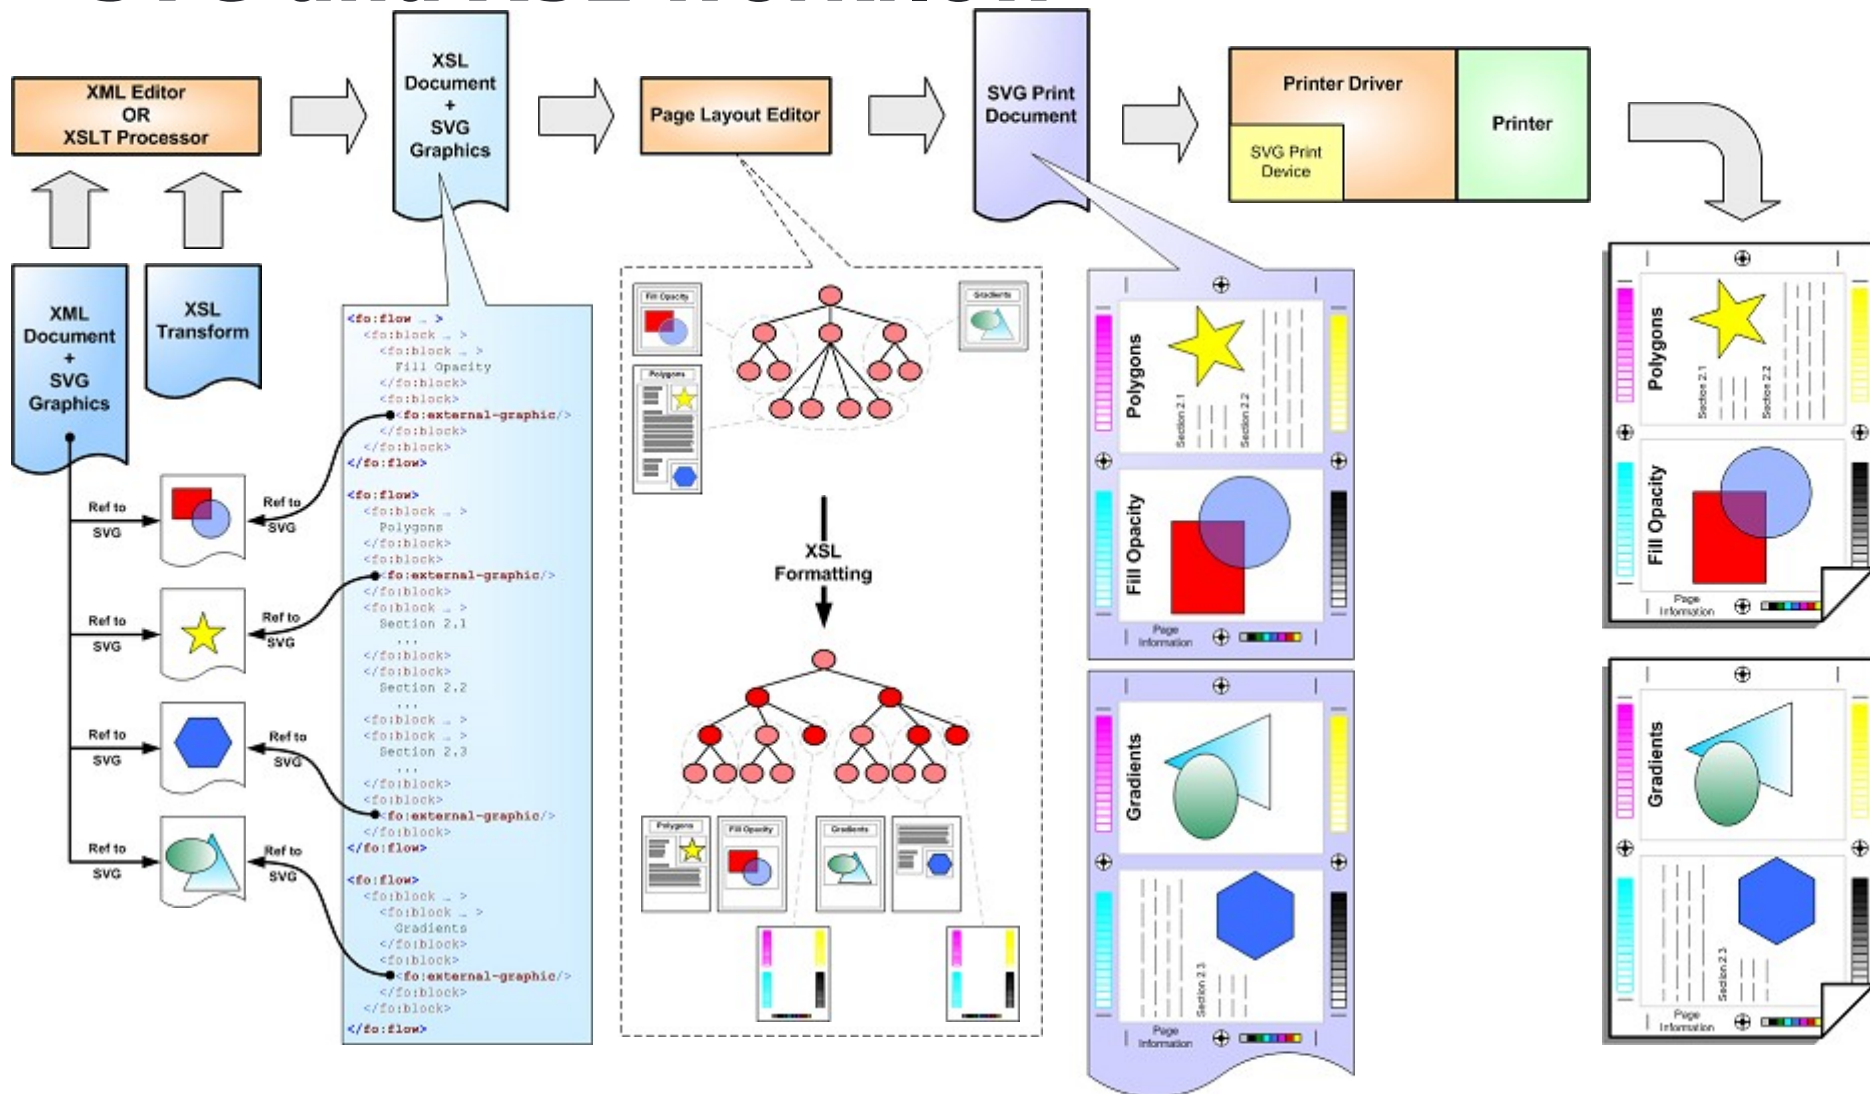 XML Editor
OR
XSLT Processor
XSL
Document
+
SVG
Graphics
Page Layout Editor
SVG Print
Document
Printer Driver
SVG Print
Device
Printer
XML
Document
+
SVG
Graphics
XSL
Transform
Ref to
SVG
Ref to
SVG
Ref to
SVG
Ref to
SVG
Ref to
SVG
Ref to
SVG
Ref to
SVG
Ref to
SVG
<fo:flow … >
<fo:block … >
<fo:block … >
Fill Opacity
</fo:block>
<fo:block>
<fo:external-graphic/>
</fo:block>
</fo:block>
</fo:flow>
<fo:flow>
<fo:block … >
Polygons
</fo:block>
<fo:block>
<fo:external-graphic/>
</fo:block>
<fo:block … >
Section 2.1
...
</fo:block>
</fo:block>
Section 2.2
...
<fo:block … >
<fo:block … >
Section 2.3
...
</fo:block>
<fo:block>
<fo:external-graphic/>
</fo:block>
</fo:flow>
<fo:flow>
<fo:block … >
<fo:block … >
Gradients
</fo:block>
<fo:block>
<fo:external-graphic/>
</fo:block>
</fo:block>
</fo:flow>
Fill Opacity
Gradients
Polygons
XSL
Formatting
Polygons
Fill Opacity
Gradients
Polygons
Section 2.1
Section 2.2
Fill Opacity
Page
Information
Gradients
Section 2.3
Page
Information
Polygons
Section 2.1
Section 2.2
Fill Opacity
Page
Information
Gradients
Section 2.3
Page
Information